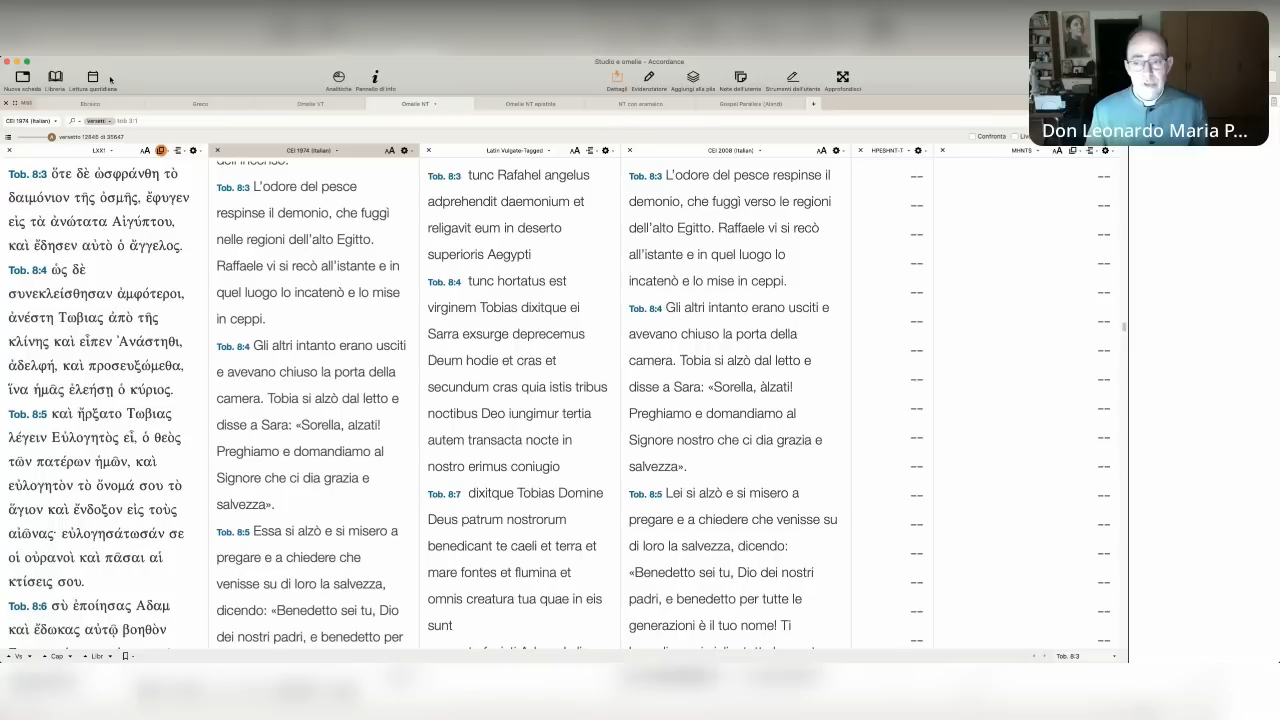 Studio e omelie - Accordance
Nuova scheda
Libreria
Lettura quotidiana
Analitiche
Pannello di info
Dettagli
Evidenziatore
Aggiungi alla pila
Note dell'utente
Strumenti dell'utente
Approfondisci
Don Leonardo Maria P...
Ebraico
Greco
Omelie VT
Omelie NT
Omelie NT epistole
NT con aramaico
Gospel Parallels (Aland)
CEI 1974 (Italian)
versetti
tob 3:1
Confronta
LXX1
CEI 1974 (Italian)
Latin Vulgate-Tagged
CEI 2008 (Italian)
HPESHNT-T
MHNTS
Tob. 8:3 ὅτε δὲ ὠσφράνθη τὸ
δαιμόνιον τῆς ὀσμῆς, ἔφυγεν
εἰς τὰ ἀνώτατα Αἰγύπτου,
καὶ ἔδησεν αὐτὸ ὁ ἄγγελος.
Tob. 8:4 ὡς δὲ
συνεκλείσθησαν ἀμφότεροι,
ἀνέστη Τωβιας ἀπὸ τῆς
κλίνης καὶ εἶπεν Ἀνάστηθι,
ἀδελφή, καὶ προσευξώμεθα,
ἵνα ἡμᾶς ἐλεήσῃ ὁ κύριος.
Tob. 8:5 καὶ ἤρξατο Τωβιας
λέγειν Εὐλογητὸς εἶ, ὁ θεὸς
τῶν πατέρων ἡμῶν, καὶ
εὐλογητὸν τὸ ὄνομά σου τὸ
ἅγιον καὶ ἔνδοξον εἰς τοὺς
αἰῶνας· εὐλογησάτωσάν σε
οἱ οὐρανοὶ καὶ πᾶσαι αἱ
κτίσεις σου.
Tob. 8:6 σὺ ἐποίησας Αδαμ
καὶ ἔδωκας αὐτῷ βοηθὸν
dell'incenso.
Tob. 8:3 L'odore del pesce
respinse il demonio, che fuggì
nelle regioni dell'alto Egitto.
Raffaele vi si recò all'istante e in
quel luogo lo incatenò e lo mise
in ceppi.
Tob. 8:4 Gli altri intanto erano usciti
e avevano chiuso la porta della
camera. Tobia si alzò dal letto e
disse a Sara: «Sorella, alzati!
Preghiamo e domandiamo al
Signore che ci dia grazia e
salvezza».
Tob. 8:5 Essa si alzò e si misero a
pregare e a chiedere che
venisse su di loro la salvezza,
dicendo: «Benedetto sei tu, Dio
dei nostri padri, e benedetto per
Tob. 8:3 tunc Rafahel angelus
adprehendit daemonium et
religavit eum in deserto
superioris Aegypti
Tob. 8:4 tunc hortatus est
virginem Tobias dixitque ei
Sarra exsurge deprecemus
Deum hodie et cras et
secundum cras quia istis tribus
noctibus Deo iungimur tertia
autem transacta nocte in
nostro erimus coniugio
Tob. 8:7 dixitque Tobias Domine
Deus patrum nostrorum
benedicant te caeli et terra et
mare fontes et flumina et
omnis creatura tua quae in eis
sunt
Tob. 8:3 L'odore del pesce respinse il
demonio, che fuggì verso le regioni
dell'alto Egitto. Raffaele vi si recò
all'istante e in quel luogo lo
incatenò e lo mise in ceppi.
Tob. 8:4 Gli altri intanto erano usciti e
avevano chiuso la porta della
camera. Tobia si alzò dal letto e
disse a Sara: «Sorella, àlzati!
Preghiamo e domandiamo al
Signore nostro che ci dia grazia e
salvezza».
Tob. 8:5 Lei si alzò e si misero a
pregare e a chiedere che venisse su
di loro la salvezza, dicendo:
«Benedetto sei tu, Dio dei nostri
padri, e benedetto per tutte le
generazioni è il tuo nome! Ti
Vs
Cap
Libr
Tob. 8:3